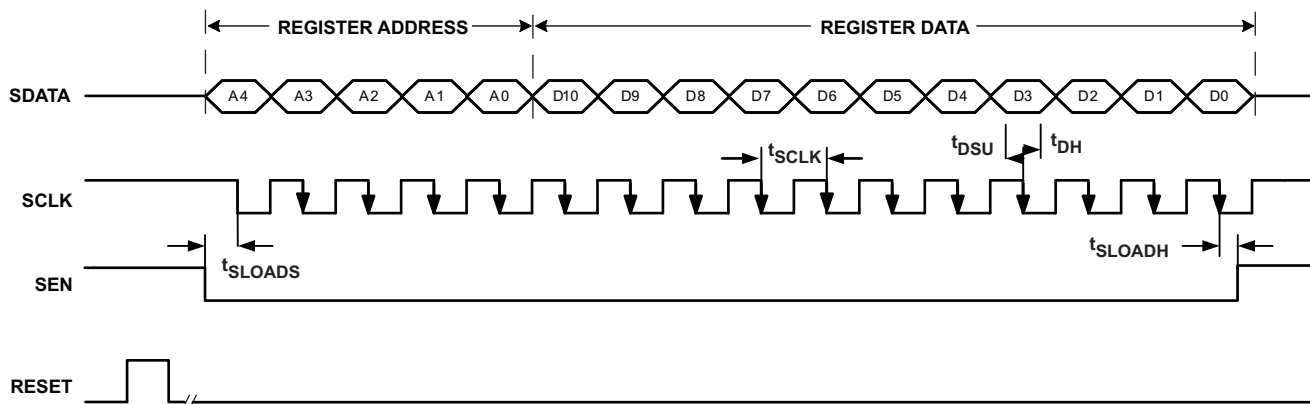 REGISTER ADDRESS REGISTER DATA
SDATA A4 A3 A2 A1 A0 D10 D9 D8 D7 D6 D5 D4 D3 D2 D1 D0
tSCLK tDSU tDH
SCLK
tSLOADS tSLOADH
SEN
RESET